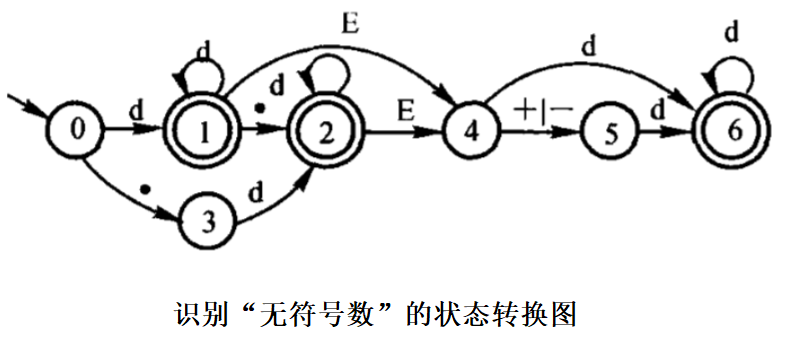 E
d d d d
d • E +|− d
0 1 2 4 5 6
• d
3
识别“无符号数”的状态转换图